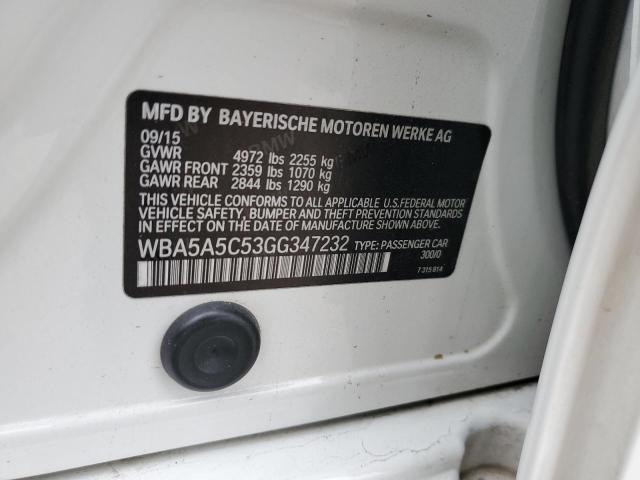 MFD BY BAYERISCHE MOTOREN WERKE AG
09/15
GVWR 4972 lbs 2255 kg
GAWR FRONT 2359 lbs 1070 kg
GAWR REAR 2844 lbs 1290 kg
THIS VEHICLE CONFORMS TO ALL APPLICABLE U.S. FEDERAL MOTOR
VEHICLE SAFETY, BUMPER AND THEFT PREVENTION STANDARDS
IN EFFECT ON THE DATE OF MANUFACTURE SHOWN ABOVE.
WBA5A5C53GG347232 TYPE: PASSENGER CAR
300/0
7 315 814